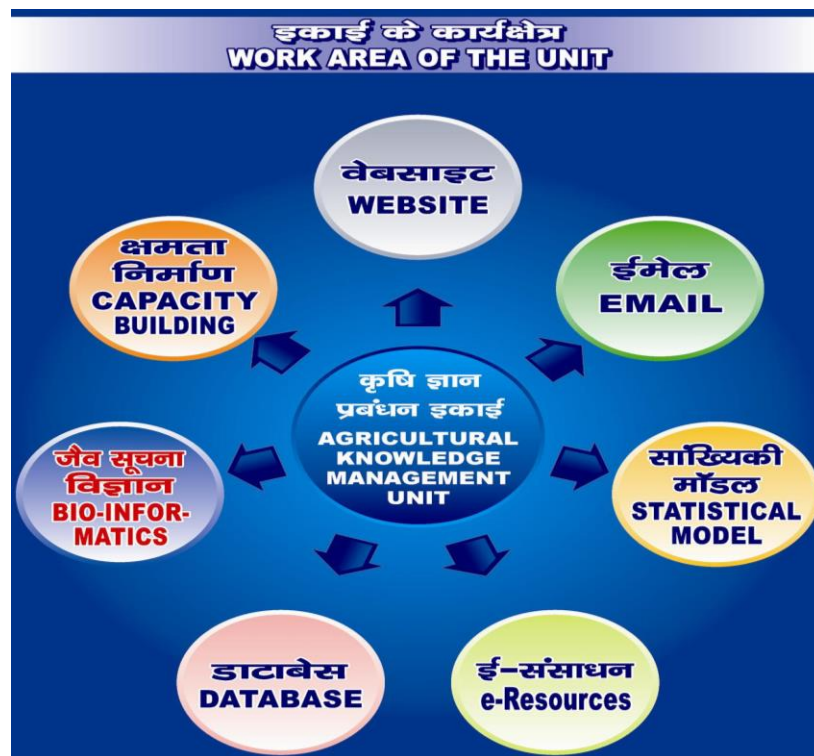 इकाई के कार्यक्षेत्र
WORK AREA OF THE UNIT
वेबसाइट
WEBSITE
क्षमता
निर्माण
CAPACITY
BUILDING
ईमेल
EMAIL
कृषि ज्ञान
प्रबंधन इकाई
AGRICULTURAL
KNOWLEDGE
MANAGEMENT
UNIT
जैव सूचना
विज्ञान
BIO-INFOR-
MATICS
सांख्यिकी
मॉडल
STATISTICAL
MODEL
डाटाबेस
DATABASE
ई-संसाधन
e-Resources